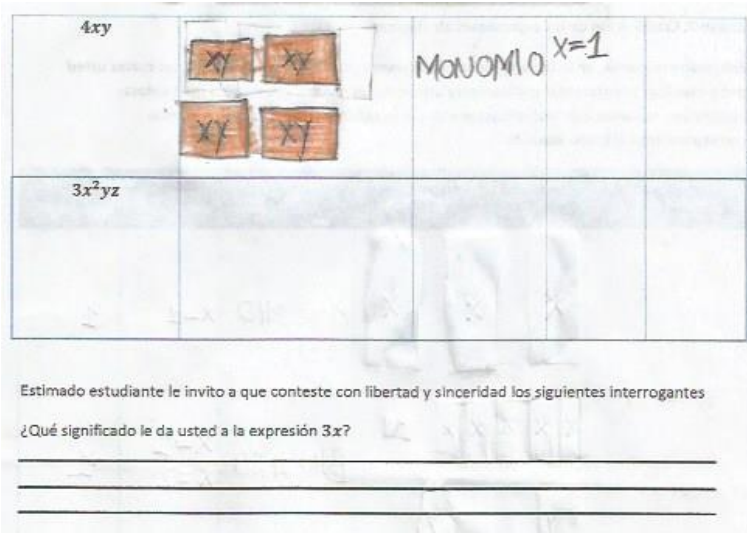 4xy
xy xy
MONOMIO x=1
xy xy
3x²yz
Estimado estudiante le invito a que conteste con libertad y sinceridad los siguientes interrogantes
¿Qué significado le da usted a la expresión 3x?